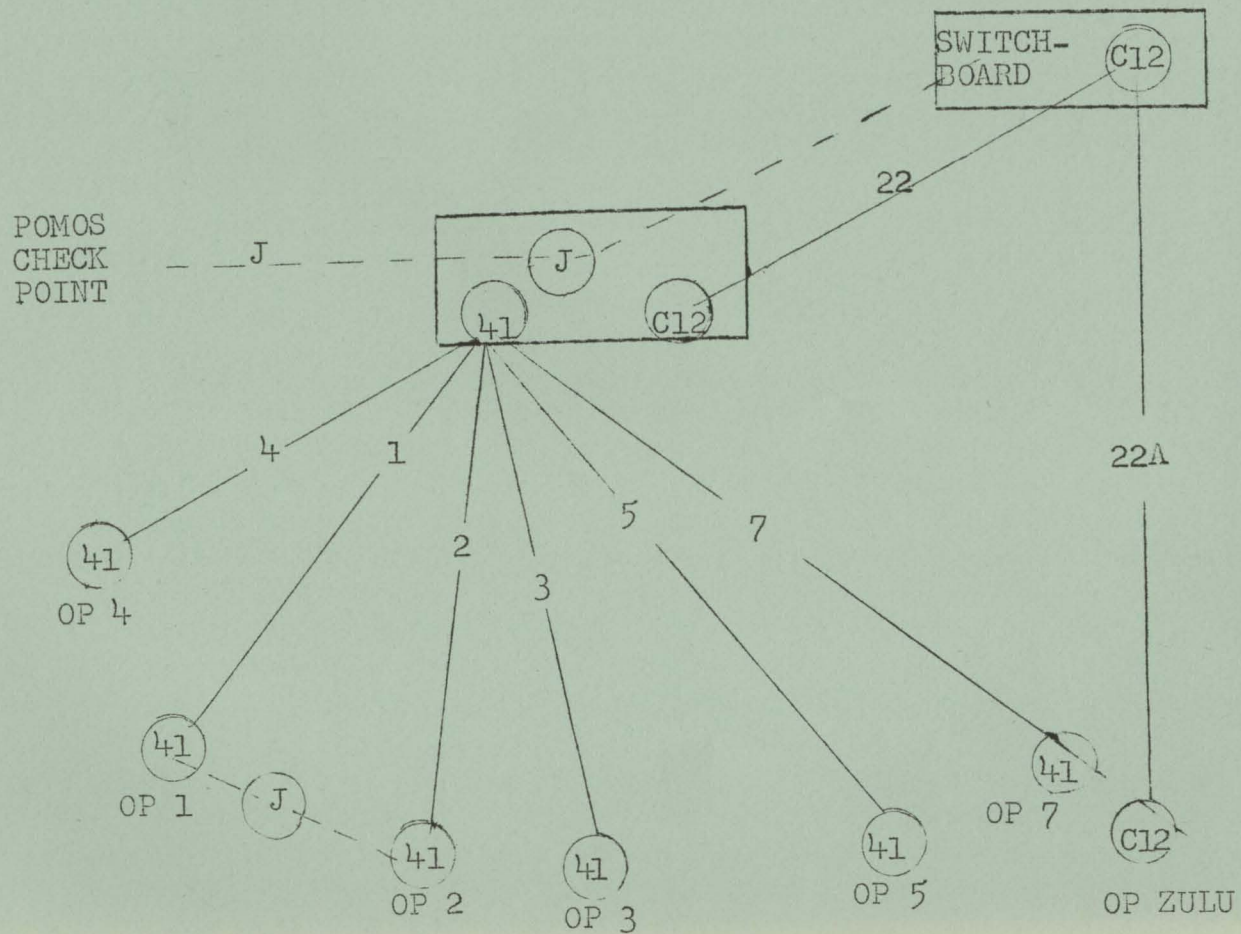 SWITCH-
BOARD
C12
22
POMOS
CHECK
POINT
J
J
41
C12
4
1
2
3
5
7
22A
41
OP 4
41
OP 1
J
41
OP 2
41
OP 3
41
OP 5
41
OP 7
C12
OP ZULU